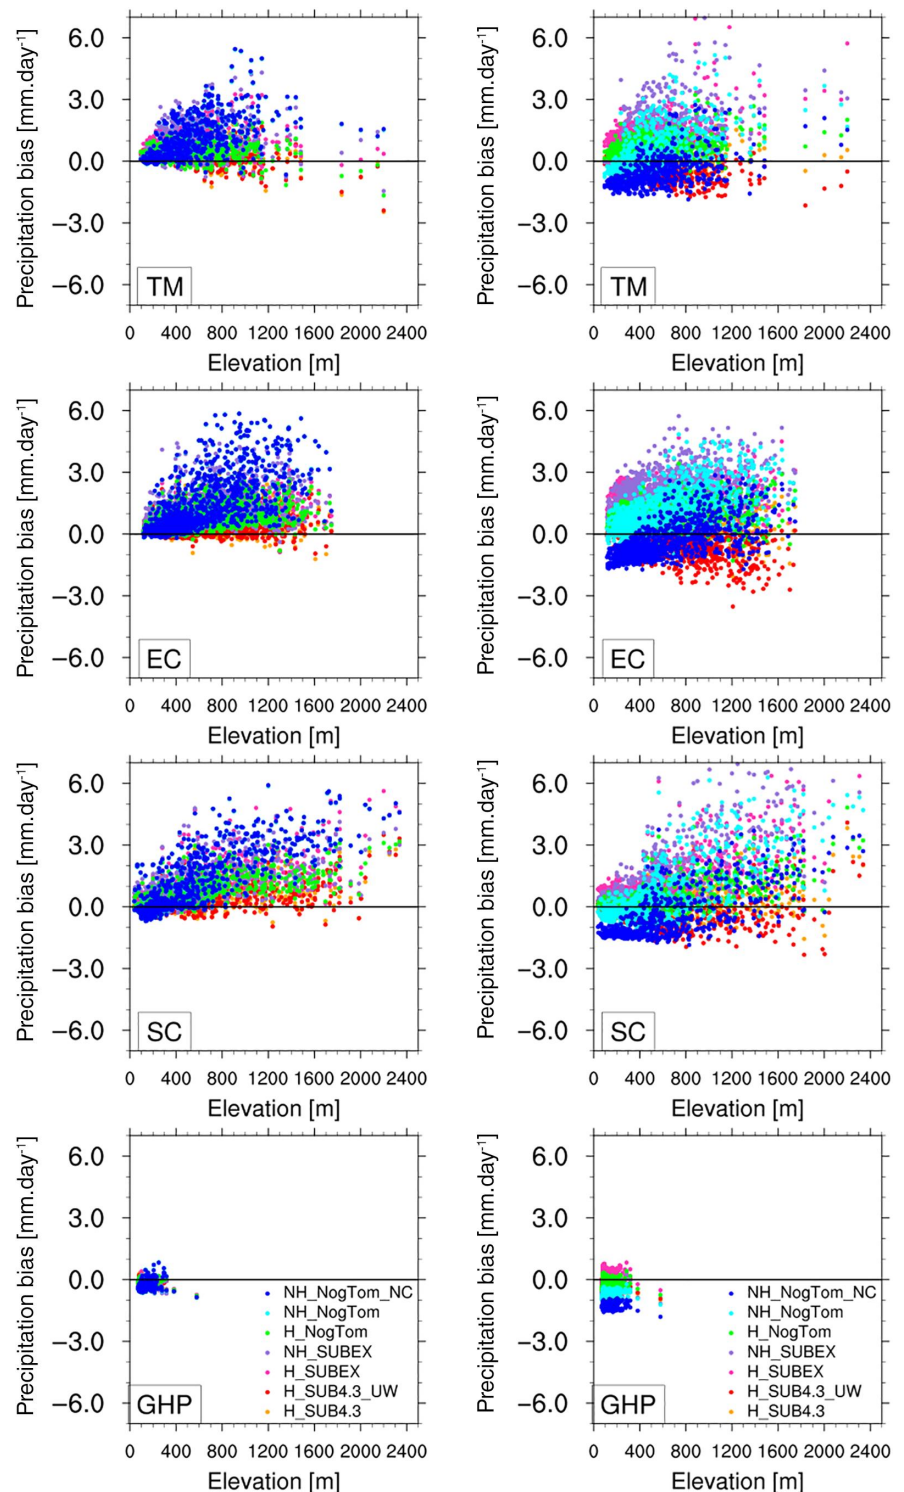 6.0
3.0
0.0
−3.0
−6.0
Precipitation bias [mm.day⁻¹]
TM
0 400 800 1200 1600 2000 2400
Elevation [m]
6.0
3.0
0.0
−3.0
−6.0
Precipitation bias [mm.day⁻¹]
TM
0 400 800 1200 1600 2000 2400
Elevation [m]
6.0
3.0
0.0
−3.0
−6.0
Precipitation bias [mm.day⁻¹]
EC
0 400 800 1200 1600 2000 2400
Elevation [m]
6.0
3.0
0.0
−3.0
−6.0
Precipitation bias [mm.day⁻¹]
EC
0 400 800 1200 1600 2000 2400
Elevation [m]
6.0
3.0
0.0
−3.0
−6.0
Precipitation bias [mm.day⁻¹]
SC
0 400 800 1200 1600 2000 2400
Elevation [m]
6.0
3.0
0.0
−3.0
−6.0
Precipitation bias [mm.day⁻¹]
SC
0 400 800 1200 1600 2000 2400
Elevation [m]
6.0
3.0
0.0
−3.0
−6.0
Precipitation bias [mm.day⁻¹]
NH_NogTom_NC
NH_NogTom
H_NogTom
NH_SUBEX
H_SUBEX
H_SUB4.3_UW
H_SUB4.3
GHP
0 400 800 1200 1600 2000 2400
Elevation [m]
6.0
3.0
0.0
−3.0
−6.0
Precipitation bias [mm.day⁻¹]
NH_NogTom_NC
NH_NogTom
H_NogTom
NH_SUBEX
H_SUBEX
H_SUB4.3_UW
H_SUB4.3
GHP
0 400 800 1200 1600 2000 2400
Elevation [m]